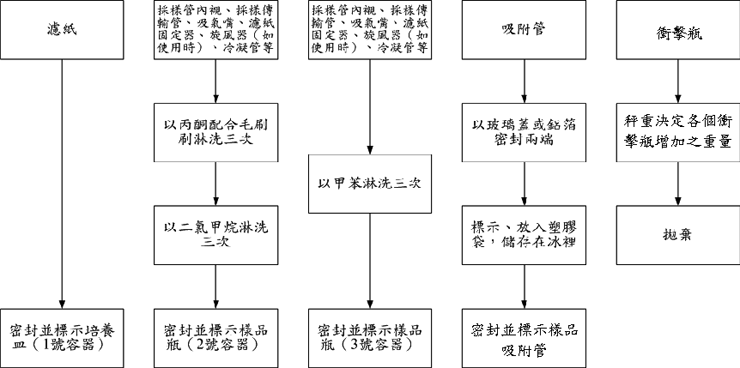 濾紙
採樣管內襯、採樣傳
輸管、吸氣嘴、濾紙
固定器、旋風器（如
使用時）、冷凝管等
採樣管內襯、採樣傳
輸管、吸氣嘴、濾紙
固定器、旋風器（如
使用時）、冷凝管等
吸附管
衝擊瓶
以丙酮配合毛刷
刷淋洗三次
以甲苯淋洗三次
以玻璃蓋或鋁箔
密封兩端
秤重決定各個衝
擊瓶增加之重量
以二氯甲烷淋洗
三次
標示、放入塑膠
袋，儲存在冰裡
拋棄
密封並標示培養
皿（1號容器）
密封並標示樣品
瓶（2號容器）
密封並標示樣品
瓶（3號容器）
密封並標示樣品
吸附管